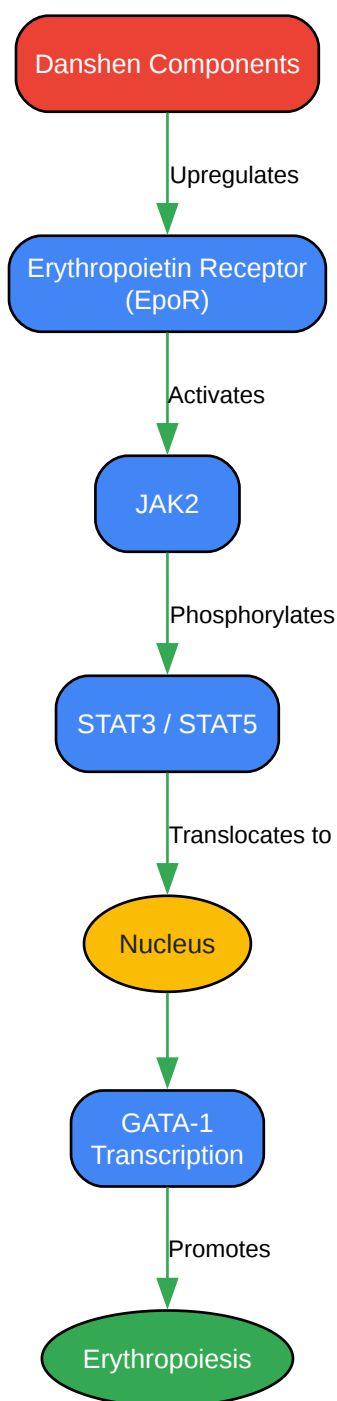 Danshen Components
Upregulates
Erythropoietin Receptor
(EpoR)
Activates
JAK2
Phosphorylates
STAT3 / STAT5
Translocates to
Nucleus
GATA-1
Transcription
Promotes
Erythropoiesis